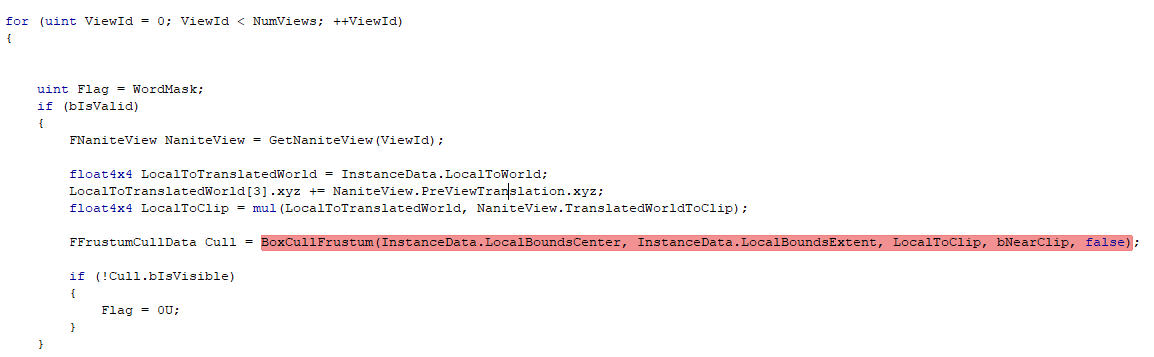 for (uint ViewId = 0; ViewId < NumViews; ++ViewId)
{
uint Flag = WordMask;
if (bIsValid)
{
FNaniteView NaniteView = GetNaniteView(ViewId);
float4x4 LocalToTranslatedWorld = InstanceData.LocalToWorld;
LocalToTranslatedWorld[3].xyz += NaniteView.PreViewTranslation.xyz;
float4x4 LocalToClip = mul(LocalToTranslatedWorld, NaniteView.TranslatedWorldToClip);
FFrustumCullData Cull = BoxCullFrustum(InstanceData.LocalBoundsCenter, InstanceData.LocalBoundsExtent, LocalToClip, bNearClip, false);
if (!Cull.bIsVisible)
{
Flag = 0U;
}
}